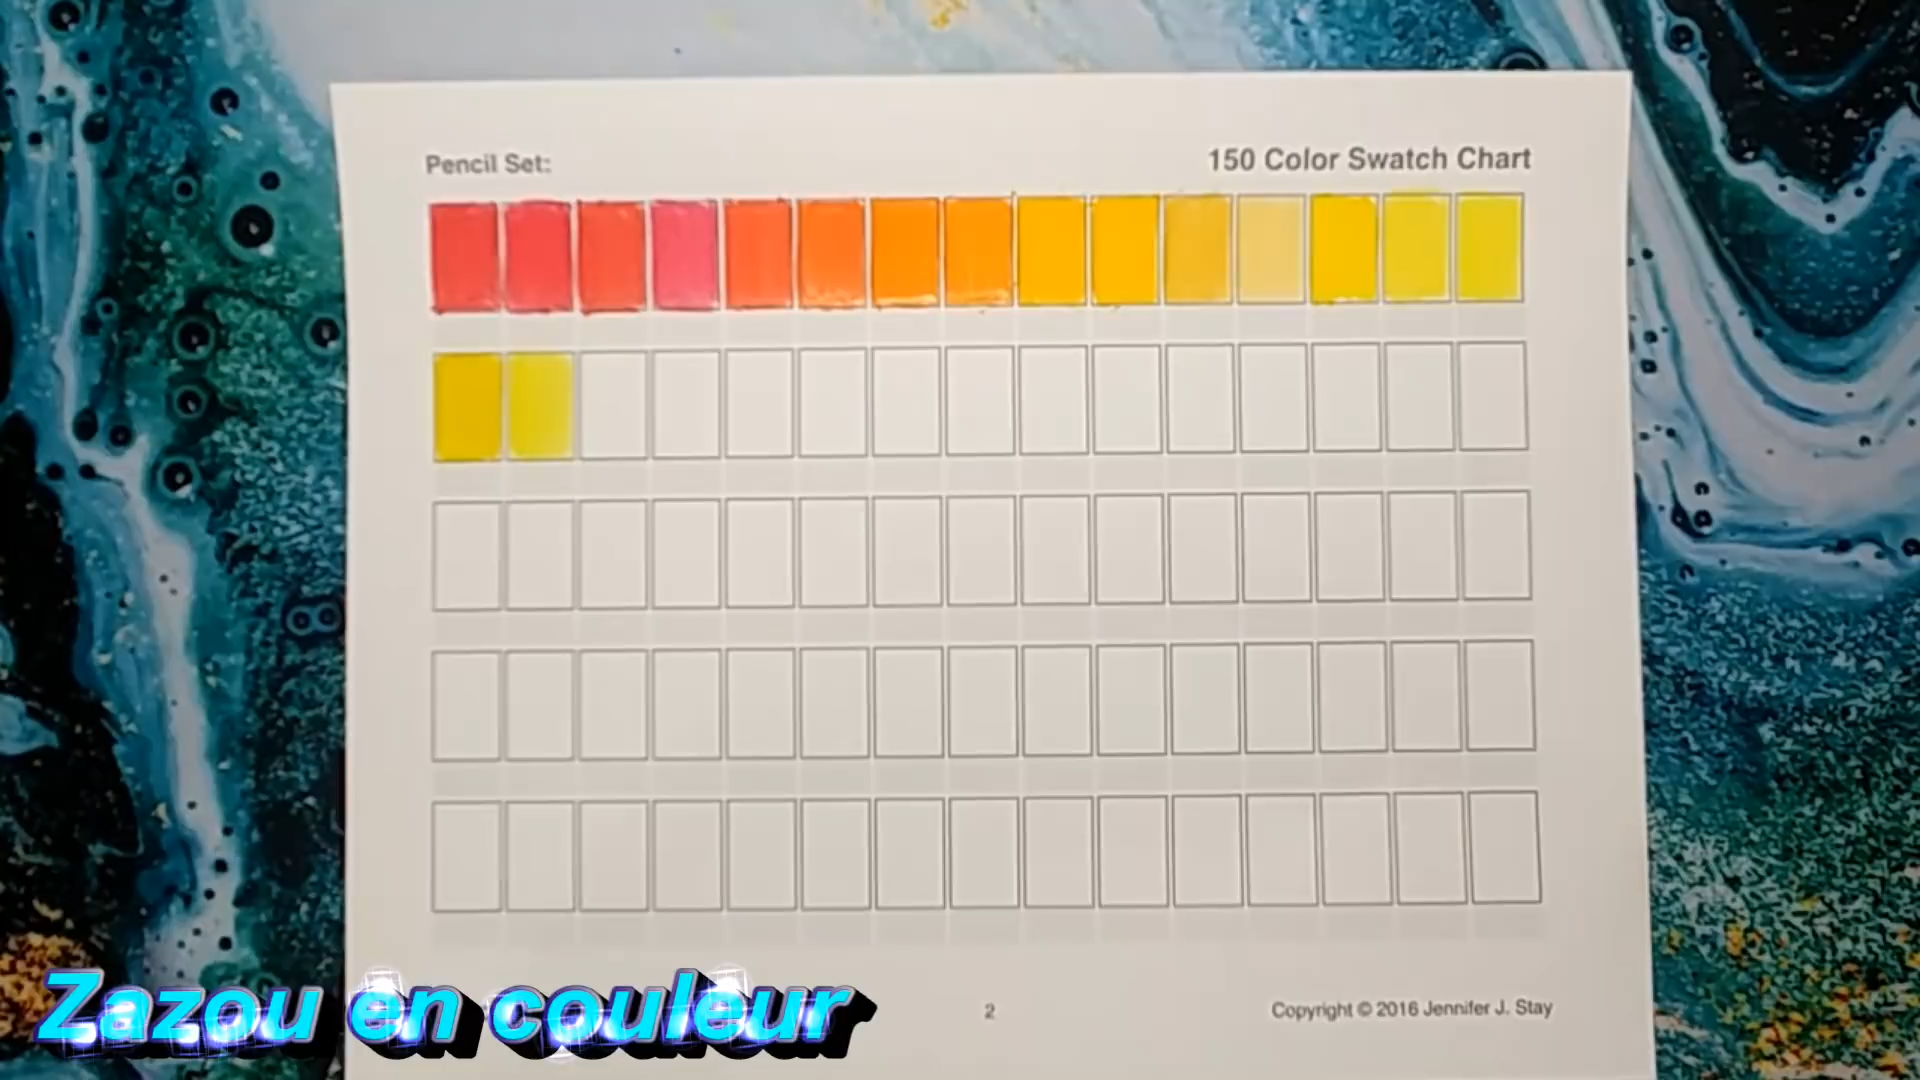 Pencil Set:
150 Color Swatch Chart
Zazou en couleur
2
Copyright © 2016 Jennifer J. Stay